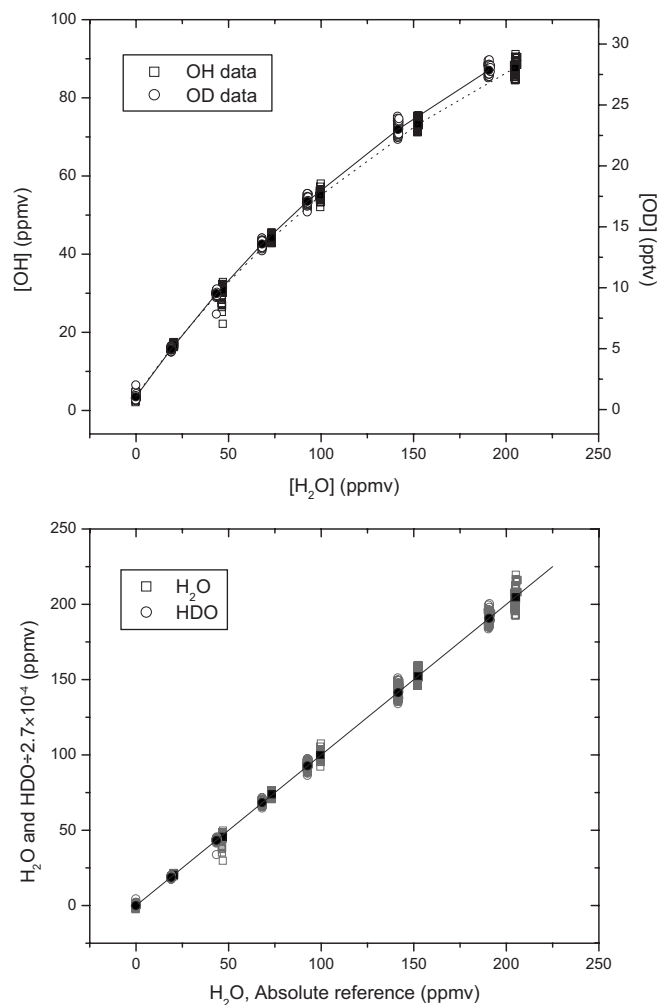 100
80
60
40
20
0
[OH] (ppmv)
OH data
OD data
30
25
20
15
10
5
0
[OD] (pptv)
0 50 100 150 200 250
[H₂O] (ppmv)
250
200
150
100
50
0
H₂O and HDO÷2.7×10⁻⁴ (ppmv)
H₂O
HDO
0 50 100 150 200 250
H₂O, Absolute reference (ppmv)